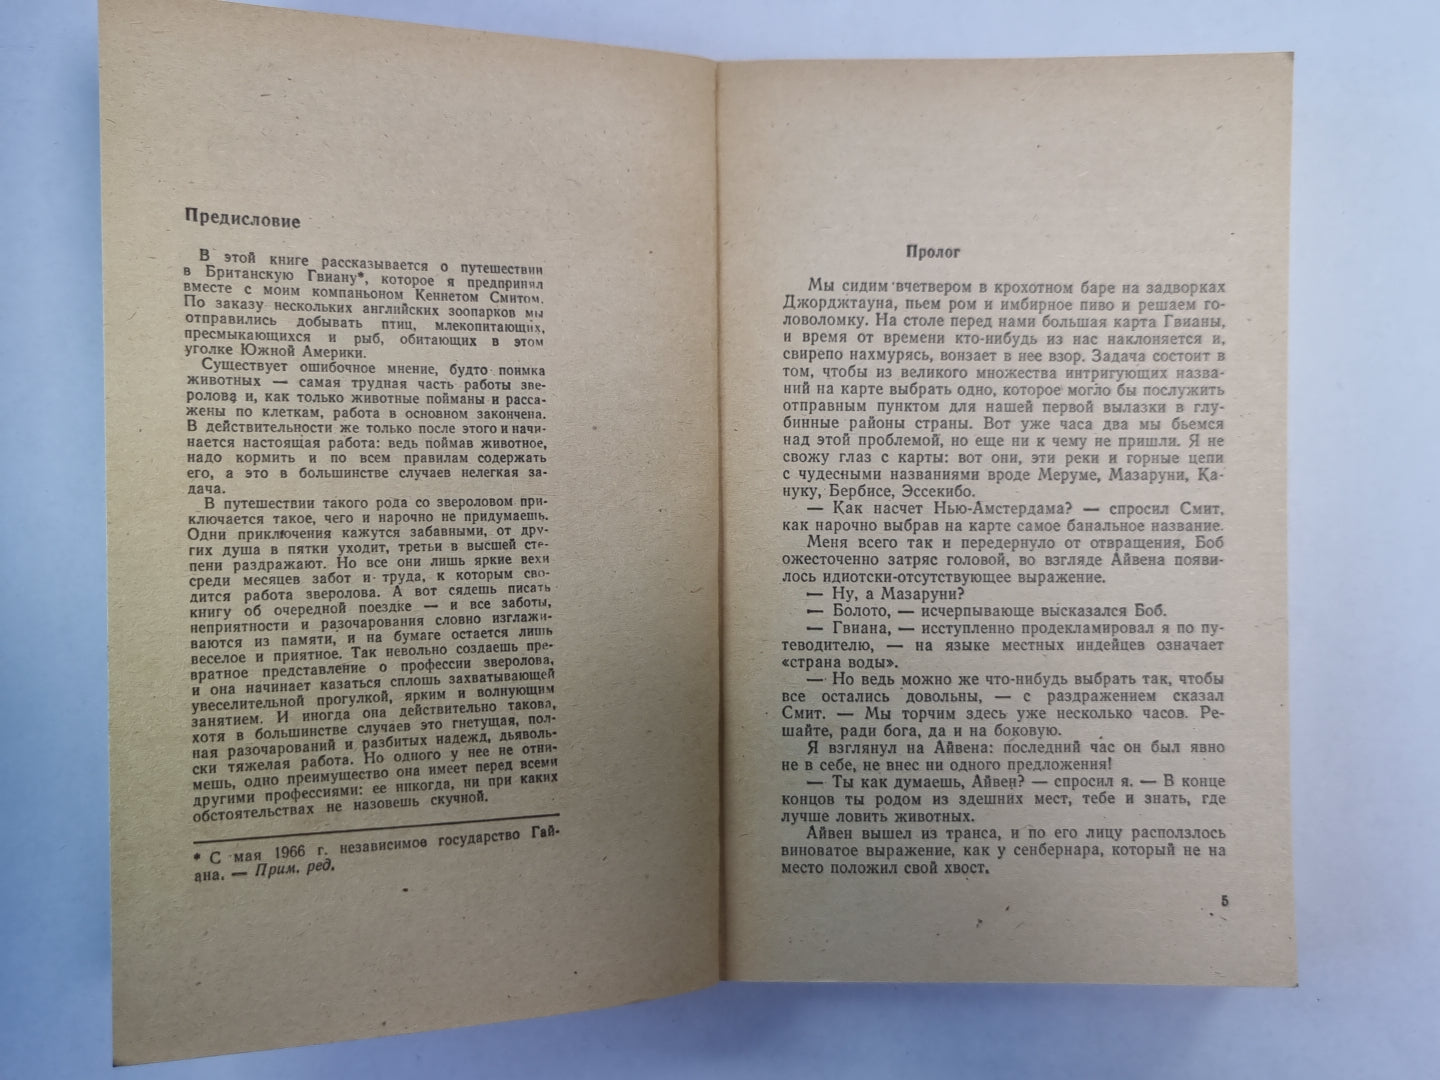 Предисловие
В этой книге рассказывается о путешествии
в Британскую Гвиану*, которое я предпринял
вместе с моим компаньоном Кеннетом Смитом.
По заказу нескольких английских зоопарков мы
отправились добывать птиц, млекопитающих,
пресмыкающихся и рыб, обитающих в этом
уголке Южной Америки.
Существует ошибочное мнение, будто поимка
животных — самая трудная часть работы зве-
ролова и, как только животные пойманы и расса-
жены по клеткам, работа в основном закончена.
В действительности же только после этого и начи-
нается настоящая работа: ведь поймав животное,
надо кормить и по всем правилам содержать
его, а это в большинстве случаев нелегкая за-
дача.
В путешествии такого рода со звероловом при-
ключается такое, чего и нарочно не придумаешь.
Одни приключения кажутся забавными, от дру-
гих душа в пятки уходит, третьи в высшей сте-
пени раздражают. Но все они лишь яркие вехи
среди месяцев забот и труда, к которым сво-
дится работа зверолова. А вот сядешь писать
книгу об очередной поездке — и все заботы,
неприятности и разочарования словно изглажи-
ваются из памяти, и на бумаге остается лишь
веселое и приятное. Так невольно создаешь пре-
вратное представление о профессии зверолова,
и она начинает казаться сплошь захватывающей
увеселительной прогулкой, ярким и волнующим
занятием. И иногда она действительно такова,
хотя в большинстве случаев это гнетущая, пол-
ная разочарований и разбитых надежд, дьяволь-
ски тяжелая работа. Но одного у нее не отни-
мешь, одно преимущество она имеет перед всеми
другими профессиями: ее никогда, ни при каких
обстоятельствах не назовешь скучной.
* С мая 1966 г. независимое государство Гай-
ана. — Прим. ред.
Пролог
Мы сидим вчетвером в крохотном баре на задворках
Джорджтауна, пьем ром и имбирное пиво и решаем го-
ловоломку. На столе перед нами большая карта Гвианы,
и время от времени кто-нибудь из нас наклоняется и,
свирепо нахмурясь, вонзает в нее взор. Задача состоит в
том, чтобы из великого множества интригующих назва-
ний на карте выбрать одно, которое могло бы послужить
отправным пунктом для нашей первой вылазки в глу-
бинные районы страны. Вот уже часа два мы бьемся
над этой проблемой, но еще ни к чему не пришли. Я не
свожу глаз с карты: вот они, эти реки и горные цепи
с чудесными названиями вроде Меруме, Мазаруни, Ка-
нуку, Бербисе, Эссекибо.
— Как насчет Нью-Амстердама? — спросил Смит,
как нарочно выбрав на карте самое банальное название.
Меня всего так и передернуло от отвращения, Боб
ожесточенно затряс головой, во взгляде Айвена появи-
лось идиотски-отсутствующее выражение.
— Ну, а Мазаруни?
— Болото, — исчерпывающе высказался Боб.
— Гвиана, — исступленно продекламировал я по пу-
теводителю, — на языке местных индейцев означает
«страна воды».
— Но ведь можно же что-нибудь выбрать так, чтобы
все остались довольны, — с раздражением сказал
Смит. — Мы торчим здесь уже несколько часов. Ре-
шайте, ради бога, да и на боковую.
Я взглянул на Айвена: последний час он был явно
не в себе, не внес ни одного предложения!
— Ты как думаешь, Айвен? — спросил я. — В конце
концов ты родом из здешних мест, тебе и знать, где
лучше ловить животных.
Айвен вышел из транса, и по его лицу расползлось
виноватое выражение, как у сенбернара, который не на
место положил свой хвост.
5